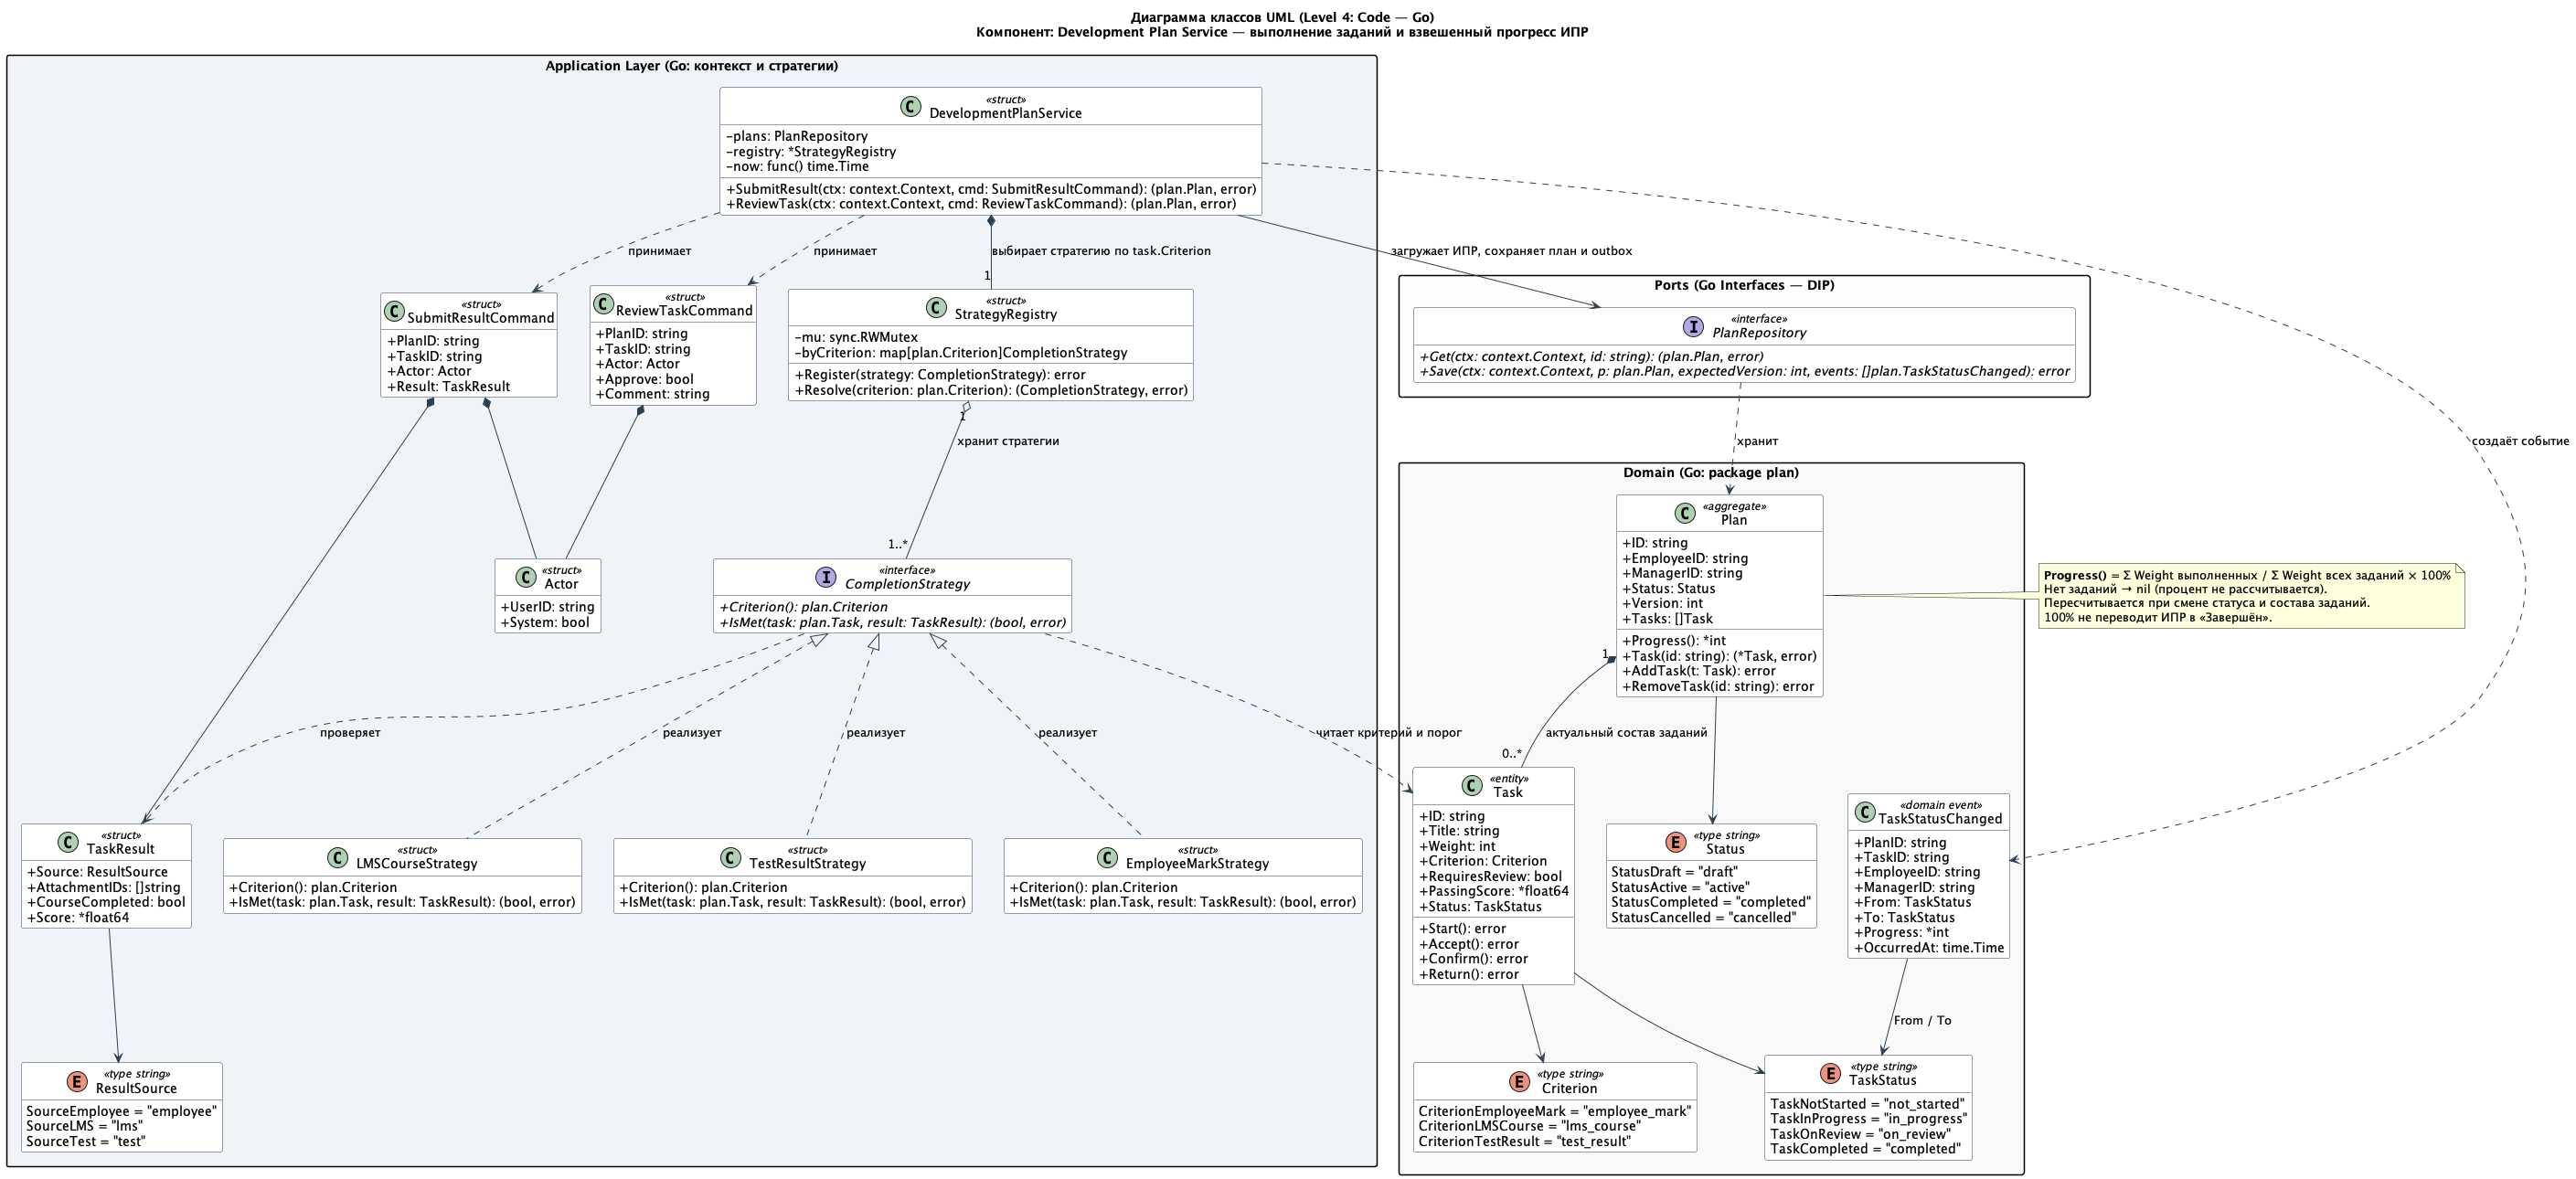 Диаграмма классов UML (Level 4: Code — Go)
Компонент: Development Plan Service — выполнение заданий и взвешенный прогресс ИПР
Application Layer (Go: контекст и стратегии)
«struct»
DevelopmentPlanService
-plans: PlanRepository
-registry: *StrategyRegistry
-now: func() time.Time
+SubmitResult(ctx: context.Context, cmd: SubmitResultCommand): (plan.Plan, error)
+ReviewTask(ctx: context.Context, cmd: ReviewTaskCommand): (plan.Plan, error)
принимает
принимает
выбирает стратегию по task.Criterion
1
загружает ИПР, сохраняет план и outbox
«struct»
SubmitResultCommand
+PlanID: string
+TaskID: string
+Actor: Actor
+Result: TaskResult
«struct»
ReviewTaskCommand
+PlanID: string
+TaskID: string
+Actor: Actor
+Approve: bool
+Comment: string
«struct»
StrategyRegistry
-mu: sync.RWMutex
-byCriterion: map[plan.Criterion]CompletionStrategy
+Register(strategy: CompletionStrategy): error
+Resolve(criterion: plan.Criterion): (CompletionStrategy, error)
1
хранит стратегии
1..*
Ports (Go Interfaces — DIP)
«interface»
PlanRepository
+Get(ctx: context.Context, id: string): (plan.Plan, error)
+Save(ctx: context.Context, p: plan.Plan, expectedVersion: int, events: []plan.TaskStatusChanged): error
хранит
создаёт событие
«struct»
Actor
+UserID: string
+System: bool
«interface»
CompletionStrategy
+Criterion(): plan.Criterion
+IsMet(task: plan.Task, result: TaskResult): (bool, error)
проверяет
реализует
реализует
реализует
читает критерий и порог
Domain (Go: package plan)
«aggregate»
Plan
+ID: string
+EmployeeID: string
+ManagerID: string
+Status: Status
+Version: int
+Tasks: []Task
+Progress(): *int
+Task(id: string): (*Task, error)
+AddTask(t: Task): error
+RemoveTask(id: string): error
Progress() = Σ Weight выполненных / Σ Weight всех заданий × 100%
Нет заданий → nil (процент не рассчитывается).
Пересчитывается при смене статуса и состава заданий.
100% не переводит ИПР в «Завершён».
1
актуальный состав заданий
0..*
«struct»
TaskResult
+Source: ResultSource
+AttachmentIDs: []string
+CourseCompleted: bool
+Score: *float64
«struct»
LMSCourseStrategy
+Criterion(): plan.Criterion
+IsMet(task: plan.Task, result: TaskResult): (bool, error)
«struct»
TestResultStrategy
+Criterion(): plan.Criterion
+IsMet(task: plan.Task, result: TaskResult): (bool, error)
«struct»
EmployeeMarkStrategy
+Criterion(): plan.Criterion
+IsMet(task: plan.Task, result: TaskResult): (bool, error)
«entity»
Task
+ID: string
+Title: string
+Weight: int
+Criterion: Criterion
+RequiresReview: bool
+PassingScore: *float64
+Status: TaskStatus
+Start(): error
+Accept(): error
+Confirm(): error
+Return(): error
«type string»
Status
StatusDraft = "draft"
StatusActive = "active"
StatusCompleted = "completed"
StatusCancelled = "cancelled"
«domain event»
TaskStatusChanged
+PlanID: string
+TaskID: string
+EmployeeID: string
+ManagerID: string
+From: TaskStatus
+To: TaskStatus
+Progress: *int
+OccurredAt: time.Time
From / To
«type string»
ResultSource
SourceEmployee = "employee"
SourceLMS = "lms"
SourceTest = "test"
«type string»
Criterion
CriterionEmployeeMark = "employee_mark"
CriterionLMSCourse = "lms_course"
CriterionTestResult = "test_result"
«type string»
TaskStatus
TaskNotStarted = "not_started"
TaskInProgress = "in_progress"
TaskOnReview = "on_review"
TaskCompleted = "completed"